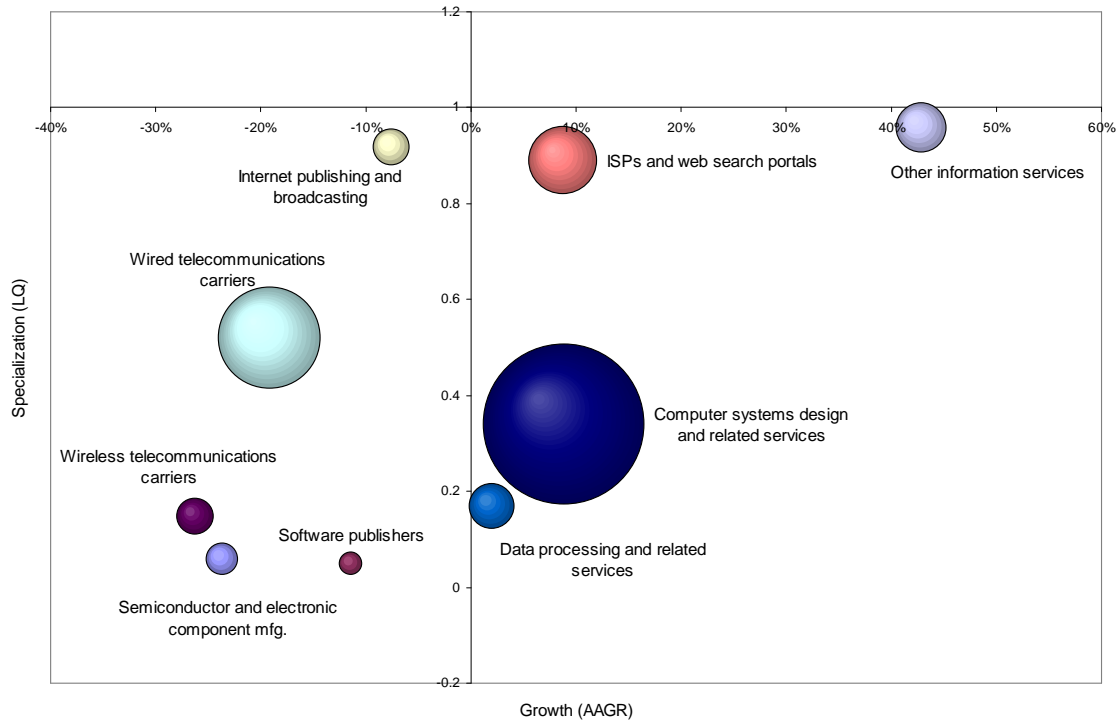 1.2
1
-40%
-30%
-20%
-10%
0%
10%
20%
30%
40%
50%
60%
Internet publishing and
broadcasting
ISPs and web search portals
Other information services
0.8
Wired telecommunications
carriers
0.6
Specialization (LQ)
0.4
Computer systems design
and related services
Wireless telecommunications
carriers
0.2
Software publishers
Data processing and related
services
0
Semiconductor and electronic
component mfg.
-0.2
Growth (AAGR)